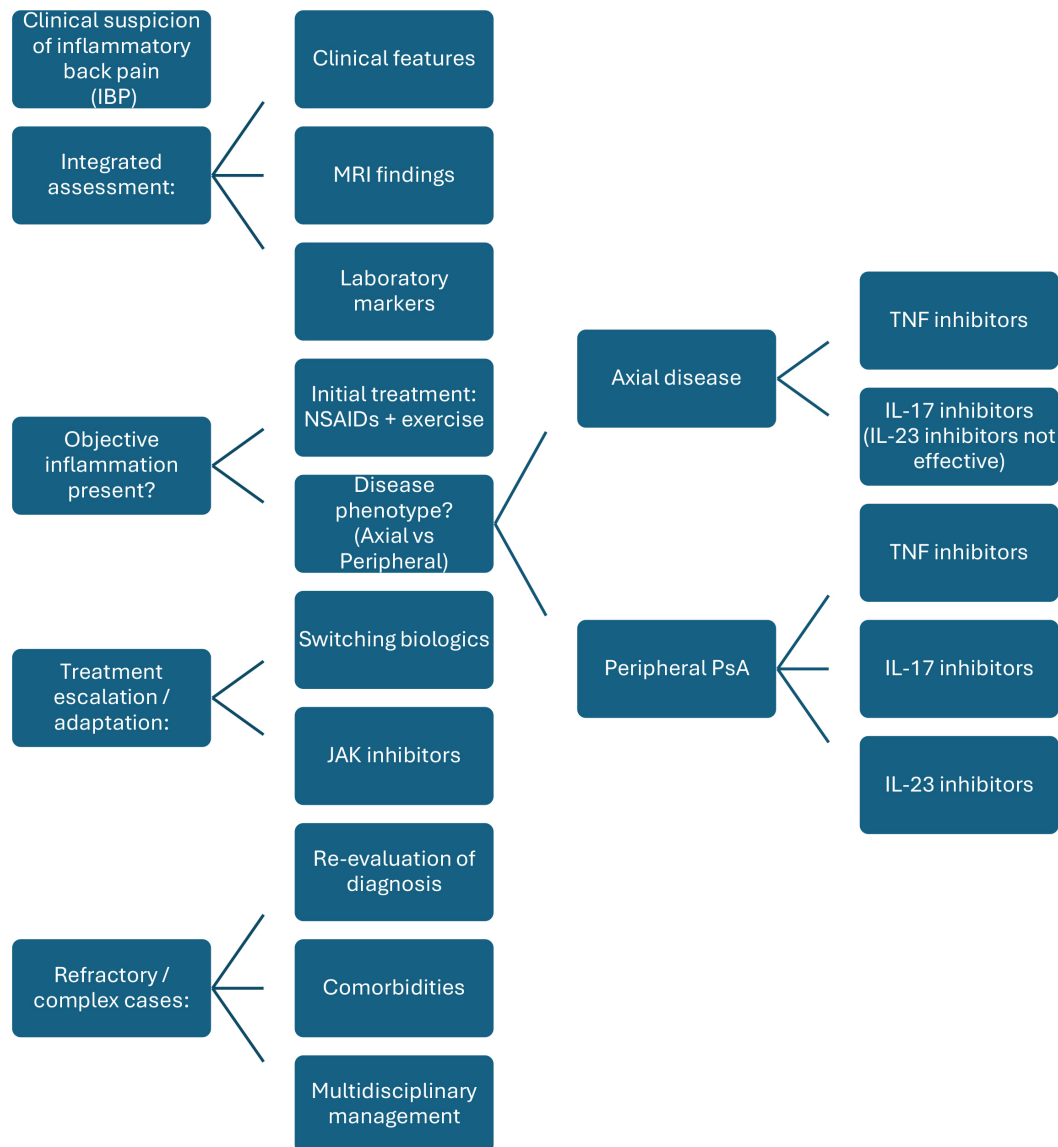 Clinical suspicion
of inflammatory
back pain
(IBP)
Integrated
assessment:
Clinical features
MRI findings
Laboratory
markers
Objective
inflammation
present?
Initial treatment:
NSAIDs + exercise
Disease
phenotype?
(Axial vs
Peripheral)
Axial disease
TNF inhibitors
IL-17 inhibitors
(IL-23 inhibitors not
effective)
Peripheral PsA
TNF inhibitors
IL-17 inhibitors
IL-23 inhibitors
Treatment
escalation /
adaptation:
Switching biologics
JAK inhibitors
Refractory /
complex cases:
Re-evaluation of
diagnosis
Comorbidities
Multidisciplinary
management